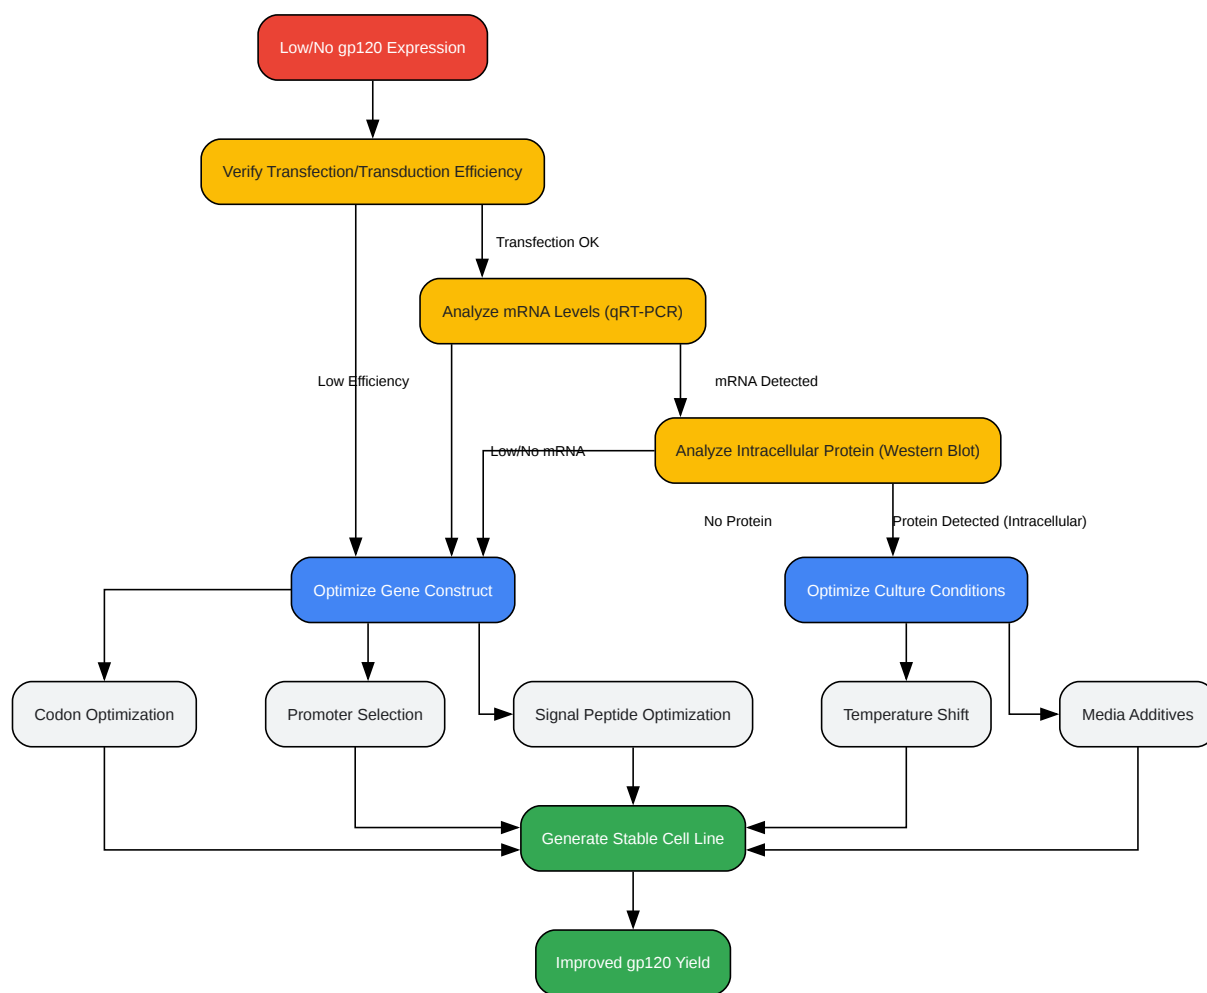 Low/No gp120 Expression
Verify Transfection/Transduction Efficiency
Transfection OK
Analyze mRNA Levels (qRT-PCR)
Low Efficiency
mRNA Detected
Low/No mRNA
Analyze Intracellular Protein (Western Blot)
No Protein
Protein Detected (Intracellular)
Optimize Gene Construct
Optimize Culture Conditions
Codon Optimization
Promoter Selection
Signal Peptide Optimization
Temperature Shift
Media Additives
Generate Stable Cell Line
Improved gp120 Yield